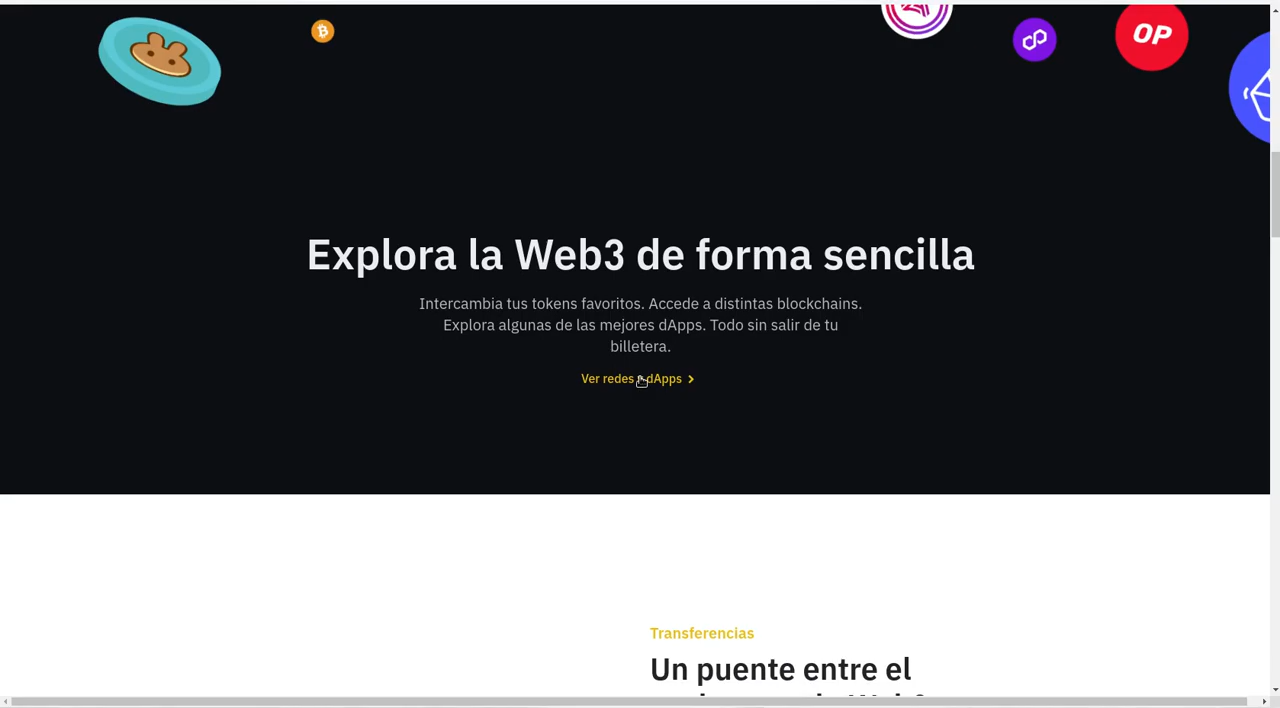 OP
Explora la Web3 de forma sencilla
Intercambia tus tokens favoritos. Accede a distintas blockchains.
Explora algunas de las mejores dApps. Todo sin salir de tu
billetera.
Ver redes dApps
Transferencias
Un puente entre el